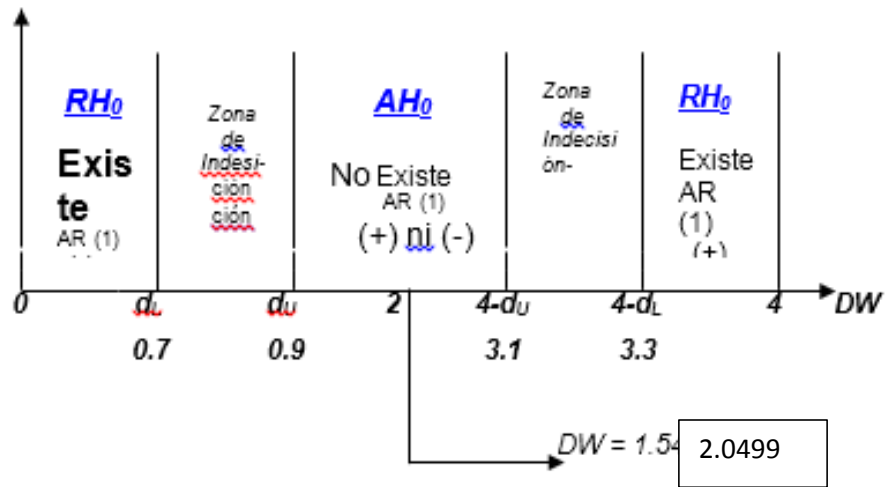 RH0
Exis
te
AR (1)
Zona
de
Indesi-
ción
ción
AH0
No Existe
AR (1)
(+) ni (-)
Zona
de
Indecisi
òn-
RH0
Existe
AR
(1)
(+)
0
dL
dU
2
4-dU
4-dL
4
DW
0.7
0.9
3.1
3.3
DW = 1.54
2.0499